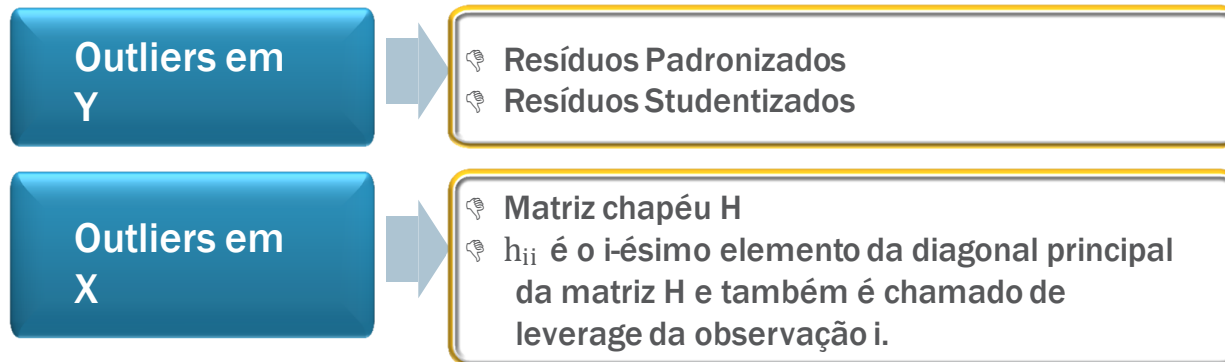 Outliers em
Y
Resíduos Padronizados
Resíduos Studentizados
Outliers em
X
Matriz chapéu H
hᵢᵢ é o i-ésimo elemento da diagonal principal
da matriz H e também é chamado de
leverage da observação i.